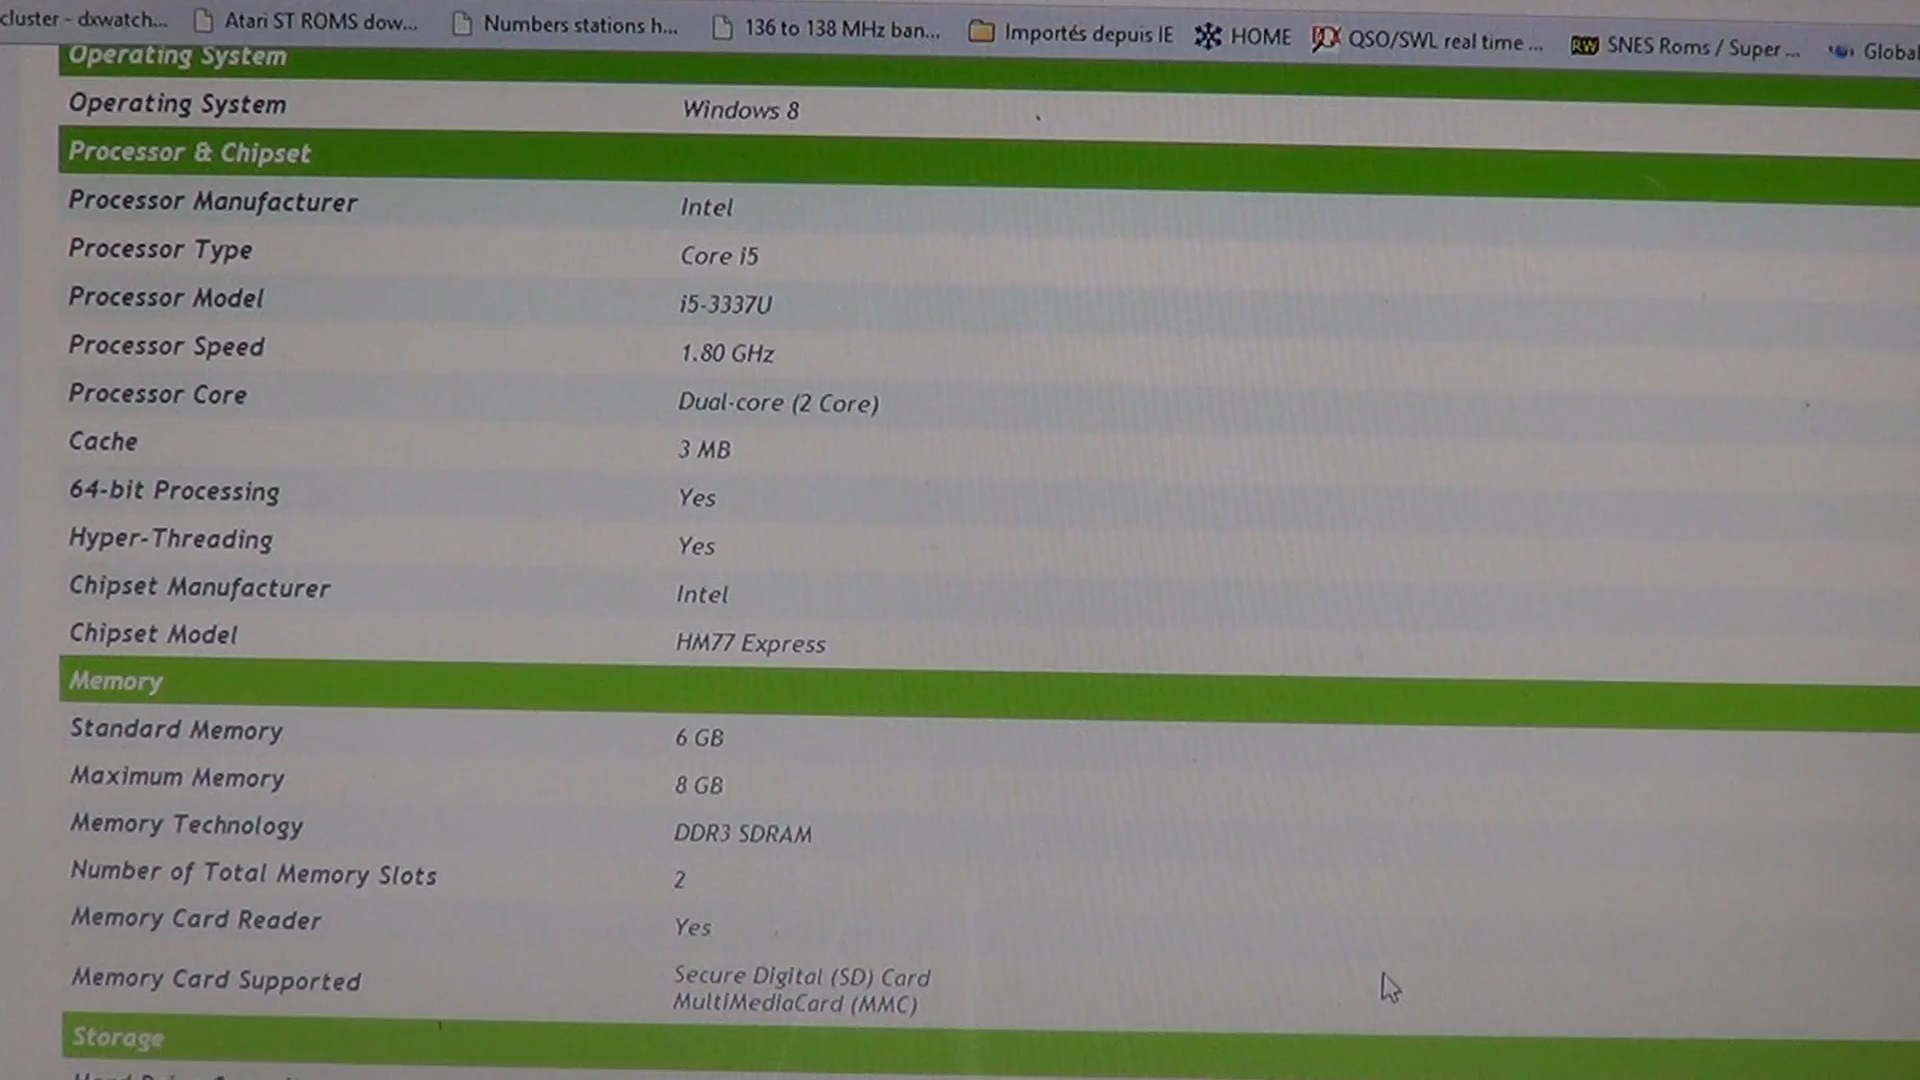 cluster - dxwatch... Atari ST ROMS dow... Numbers stations h... 136 to 138 MHz ban... Importés depuis IE HOME QSO/SWL real time ... RW SNES Roms / Super ... Global
Operating System
Operating System Windows 8
Processor & Chipset
Processor Manufacturer Intel
Processor Type Core i5
Processor Model i5-3337U
Processor Speed 1.80 GHz
Processor Core Dual-core (2 Core)
Cache 3 MB
64-bit Processing Yes
Hyper-Threading Yes
Chipset Manufacturer Intel
Chipset Model HM77 Express
Memory
Standard Memory 6 GB
Maximum Memory 8 GB
Memory Technology DDR3 SDRAM
Number of Total Memory Slots 2
Memory Card Reader Yes
Memory Card Supported Secure Digital (SD) Card
MultiMediaCard (MMC)
Storage